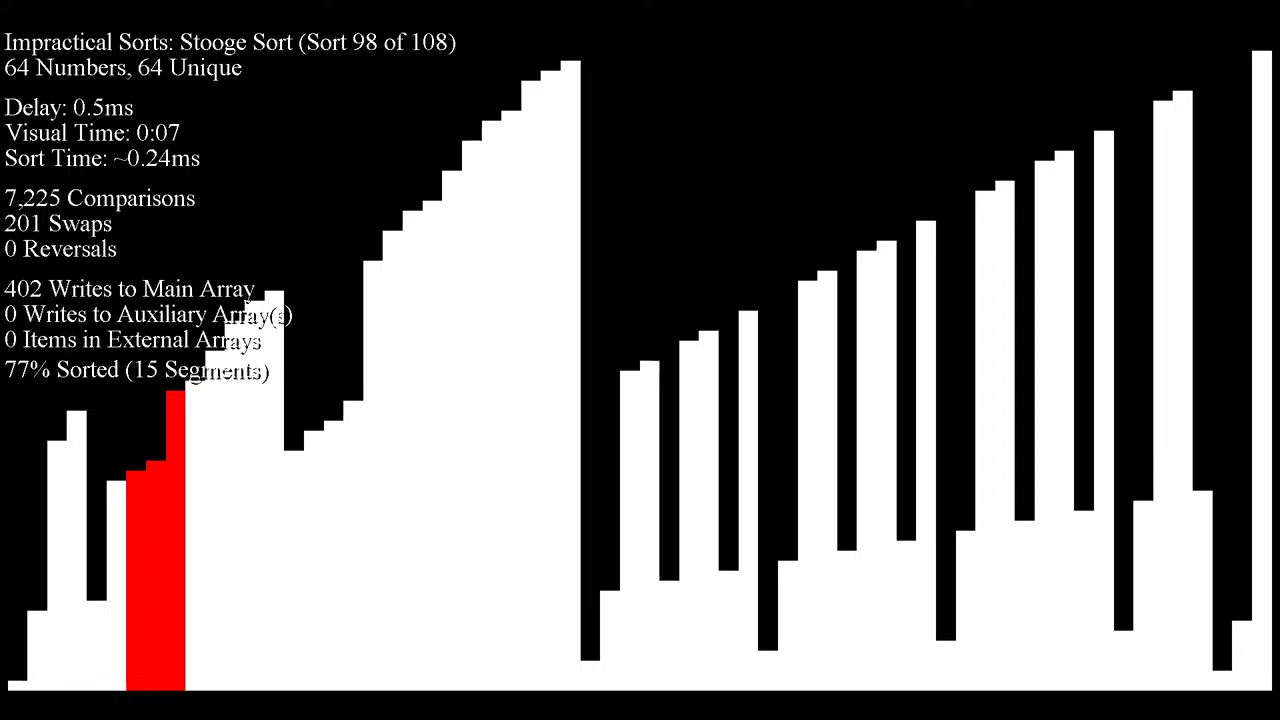 Impractical Sorts: Stooge Sort (Sort 98 of 108)
64 Numbers, 64 Unique
Delay: 0.5ms
Visual Time: 0:07
Sort Time: ~0.24ms
7,225 Comparisons
201 Swaps
0 Reversals
402 Writes to Main Array
0 Writes to Auxiliary Array(s)
0 Items in External Arrays
77% Sorted (15 Segments)